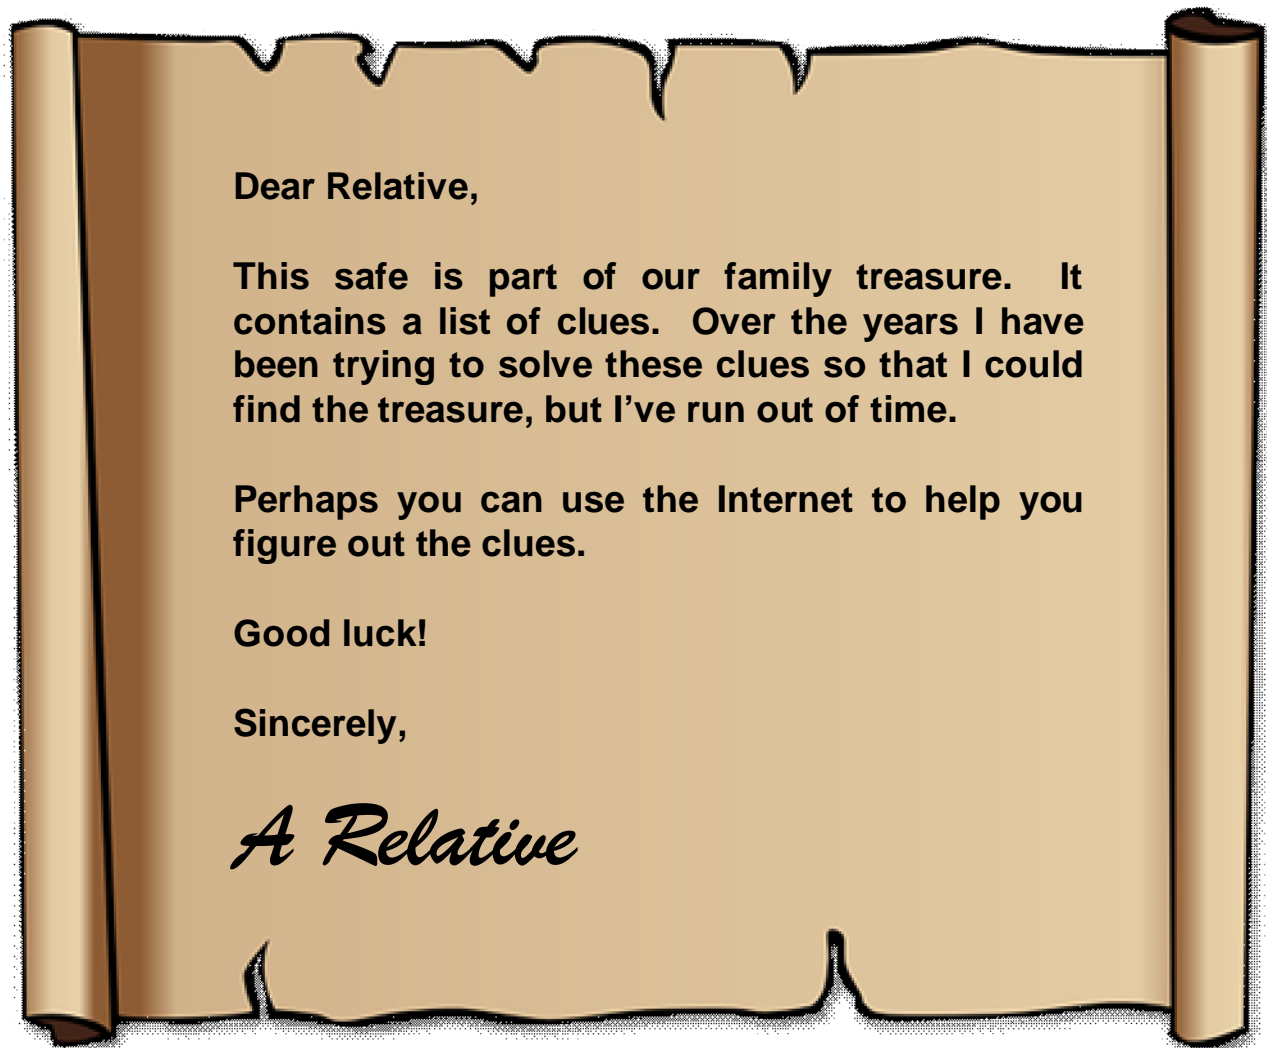 Dear Relative,
This safe is part of our family treasure. It
contains a list of clues. Over the years I have
been trying to solve these clues so that I could
find the treasure, but I’ve run out of time.
Perhaps you can use the Internet to help you
figure out the clues.
Good luck!
Sincerely,
A Relative